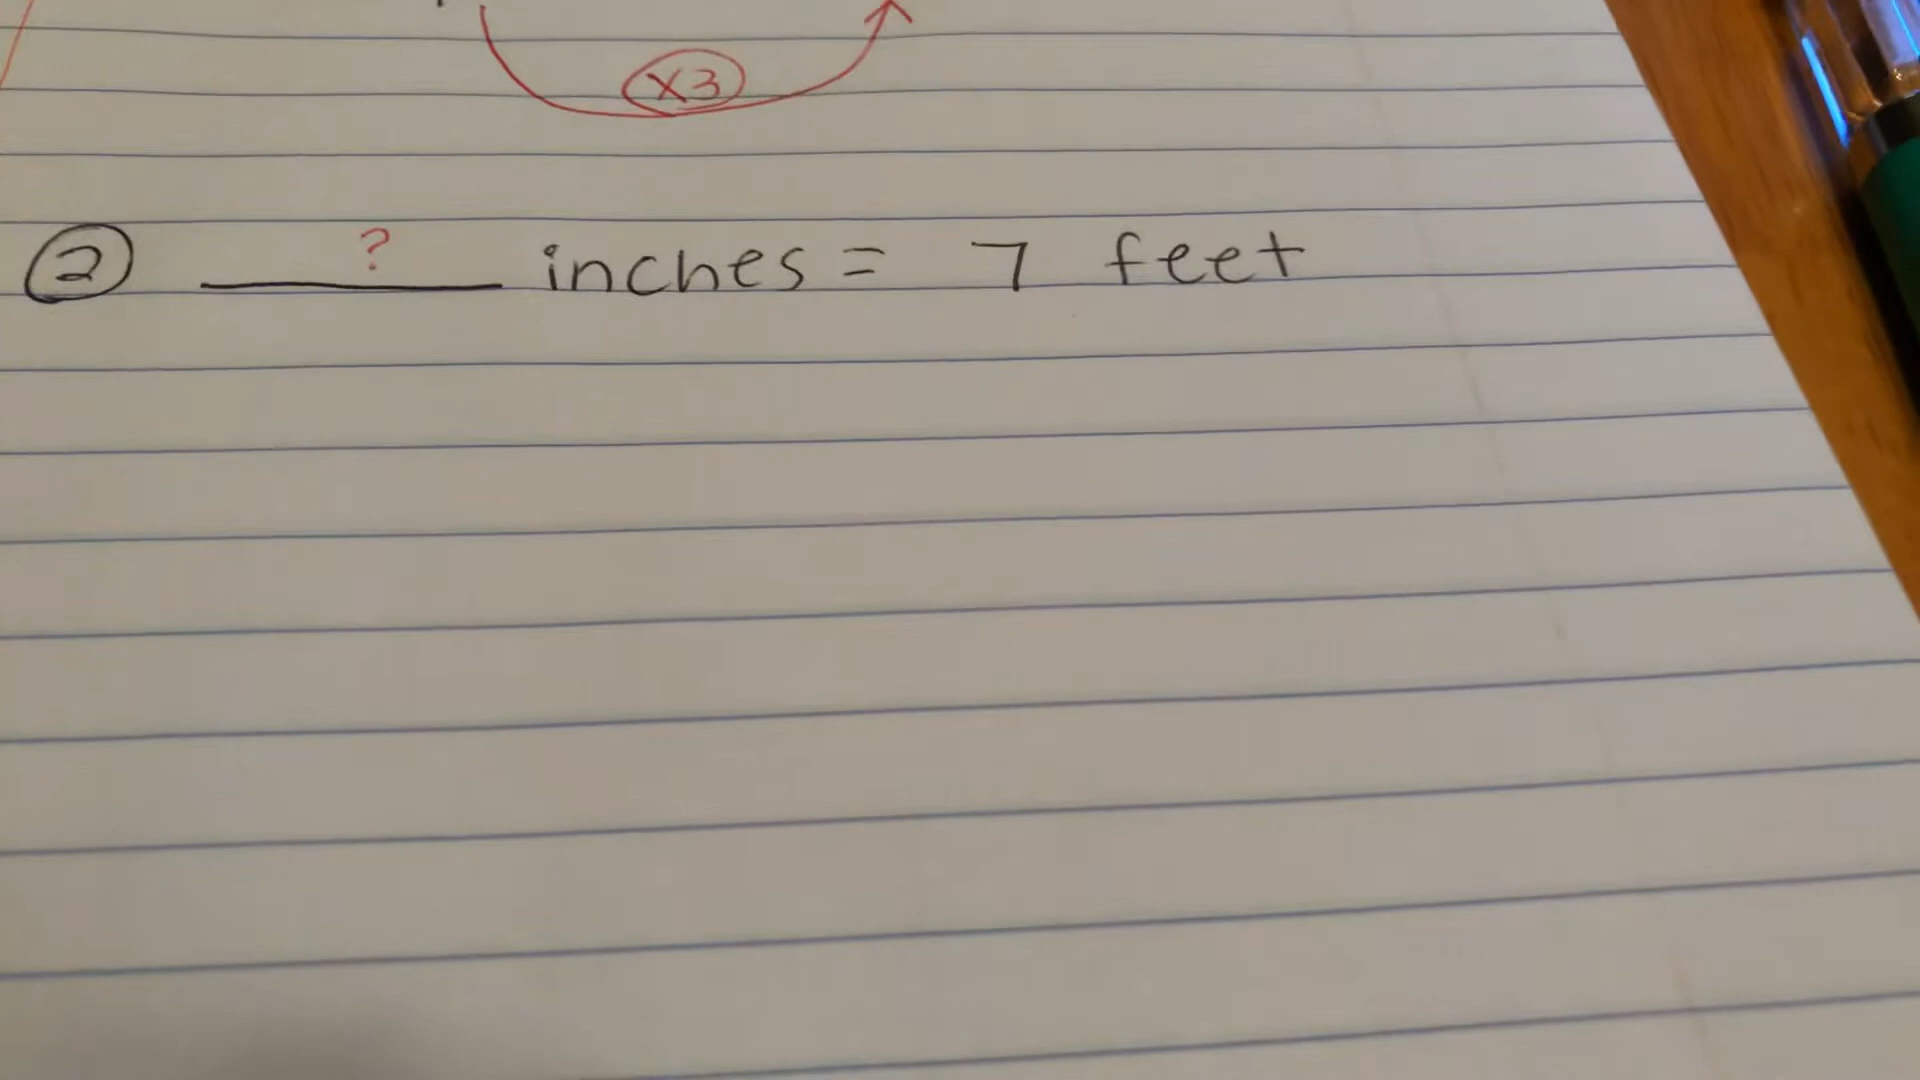 x3
② ? inches = 7 feet